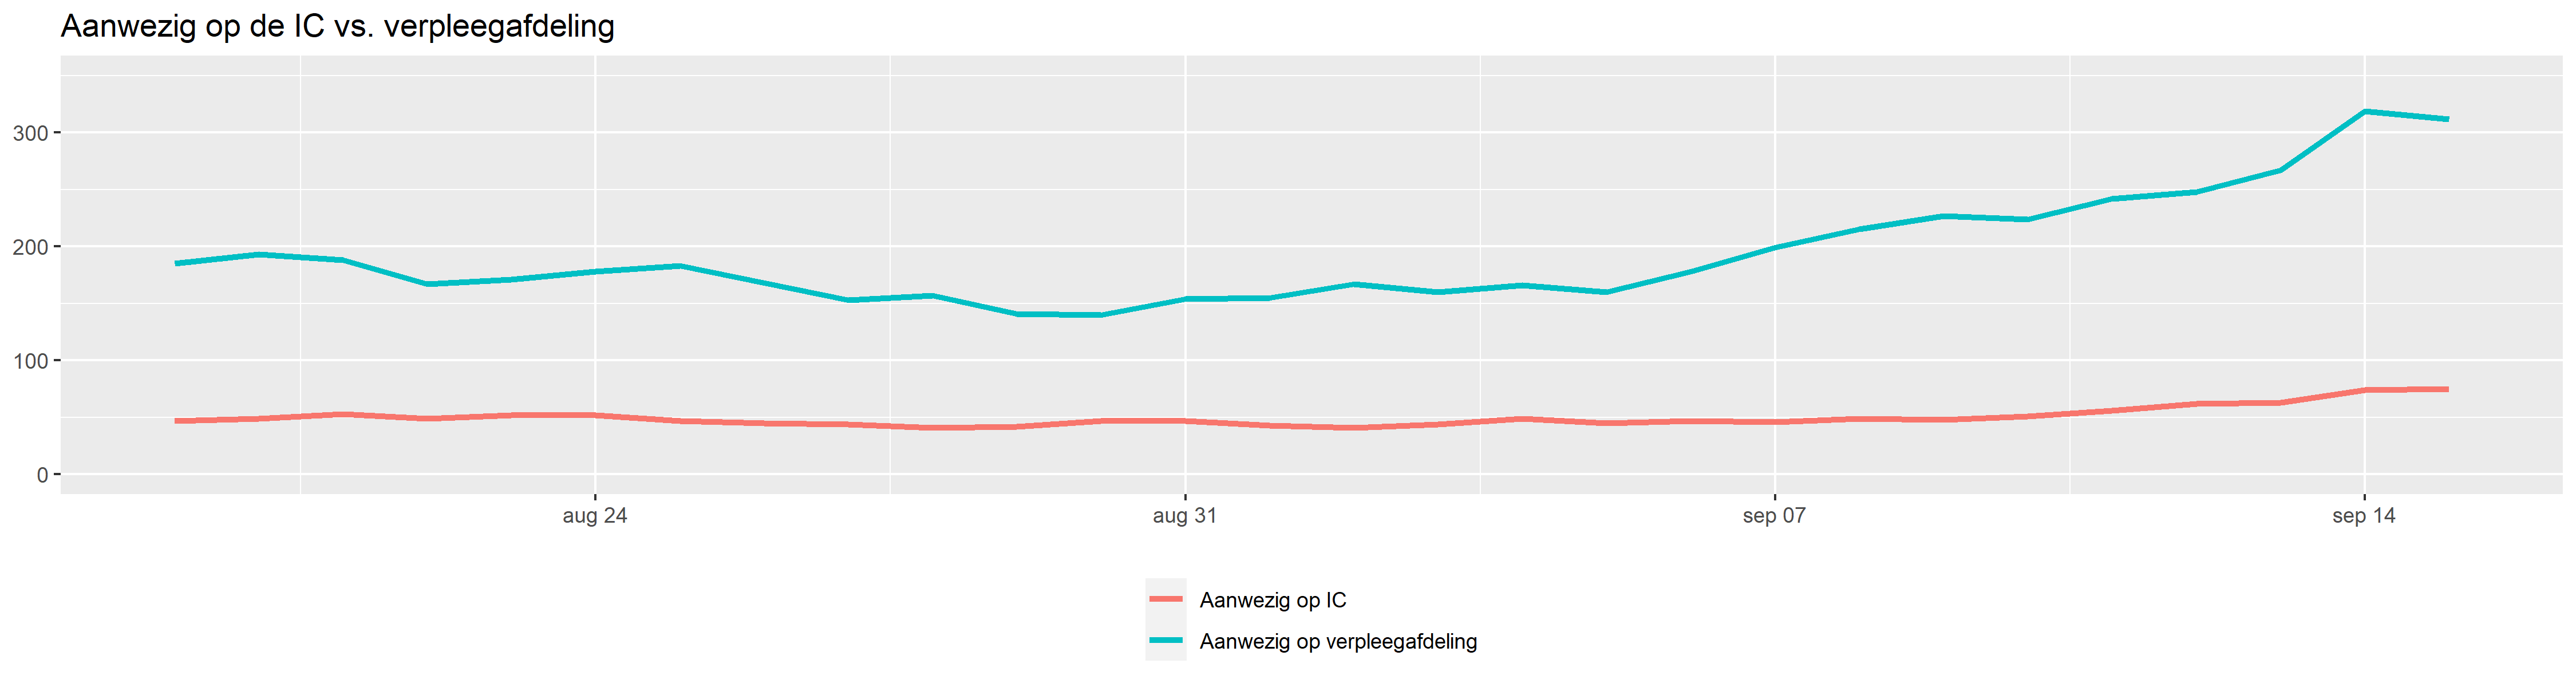 Aanwezig op de IC vs. verpleegafdeling
300
200
100
0
aug 24 aug 31 sep 07 sep 14
Aanwezig op IC
Aanwezig op verpleegafdeling